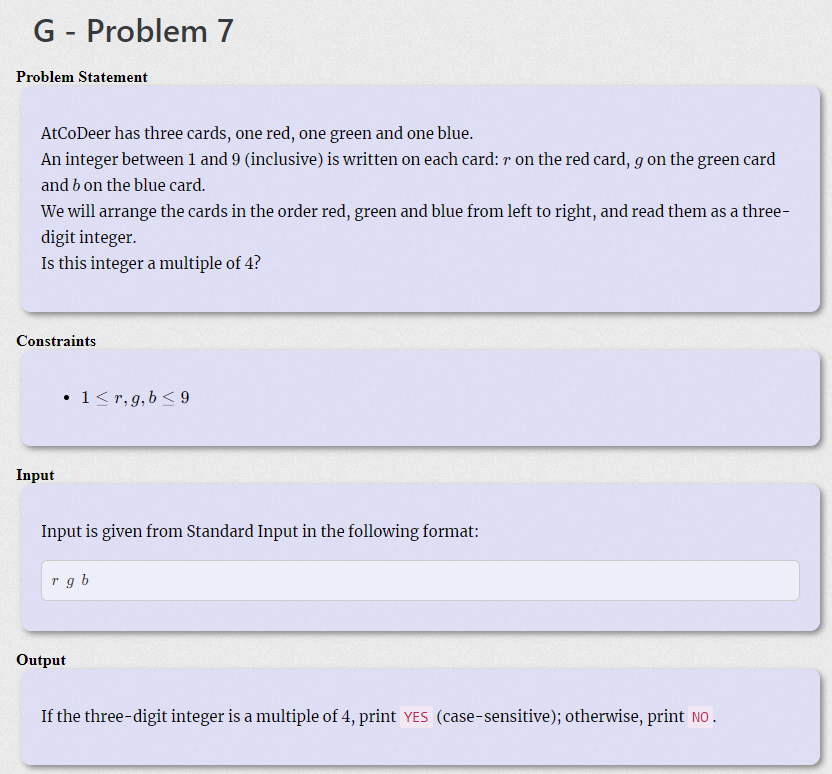 G - Problem 7
Problem Statement
AtCoDeer has three cards, one red, one green and one blue.
An integer between 1 and 9 (inclusive) is written on each card: r on the red card, g on the green card
and b on the blue card.
We will arrange the cards in the order red, green and blue from left to right, and read them as a three-
digit integer.
Is this integer a multiple of 4?
Constraints
• 1 ≤ r, g, b ≤ 9
Input
Input is given from Standard Input in the following format:
r g b
Output
If the three-digit integer is a multiple of 4, print YES (case-sensitive); otherwise, print NO.